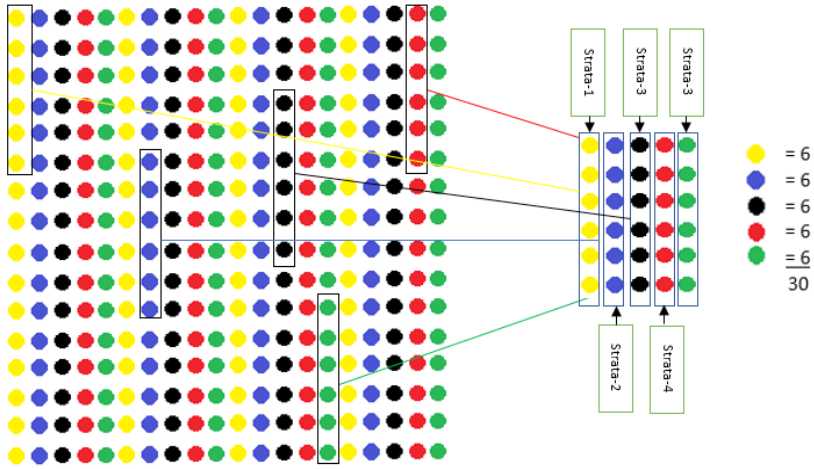 Strata-1
Strata-3
Strata-3
Strata-2
Strata-4
= 6
= 6
= 6
= 6
= 6
30